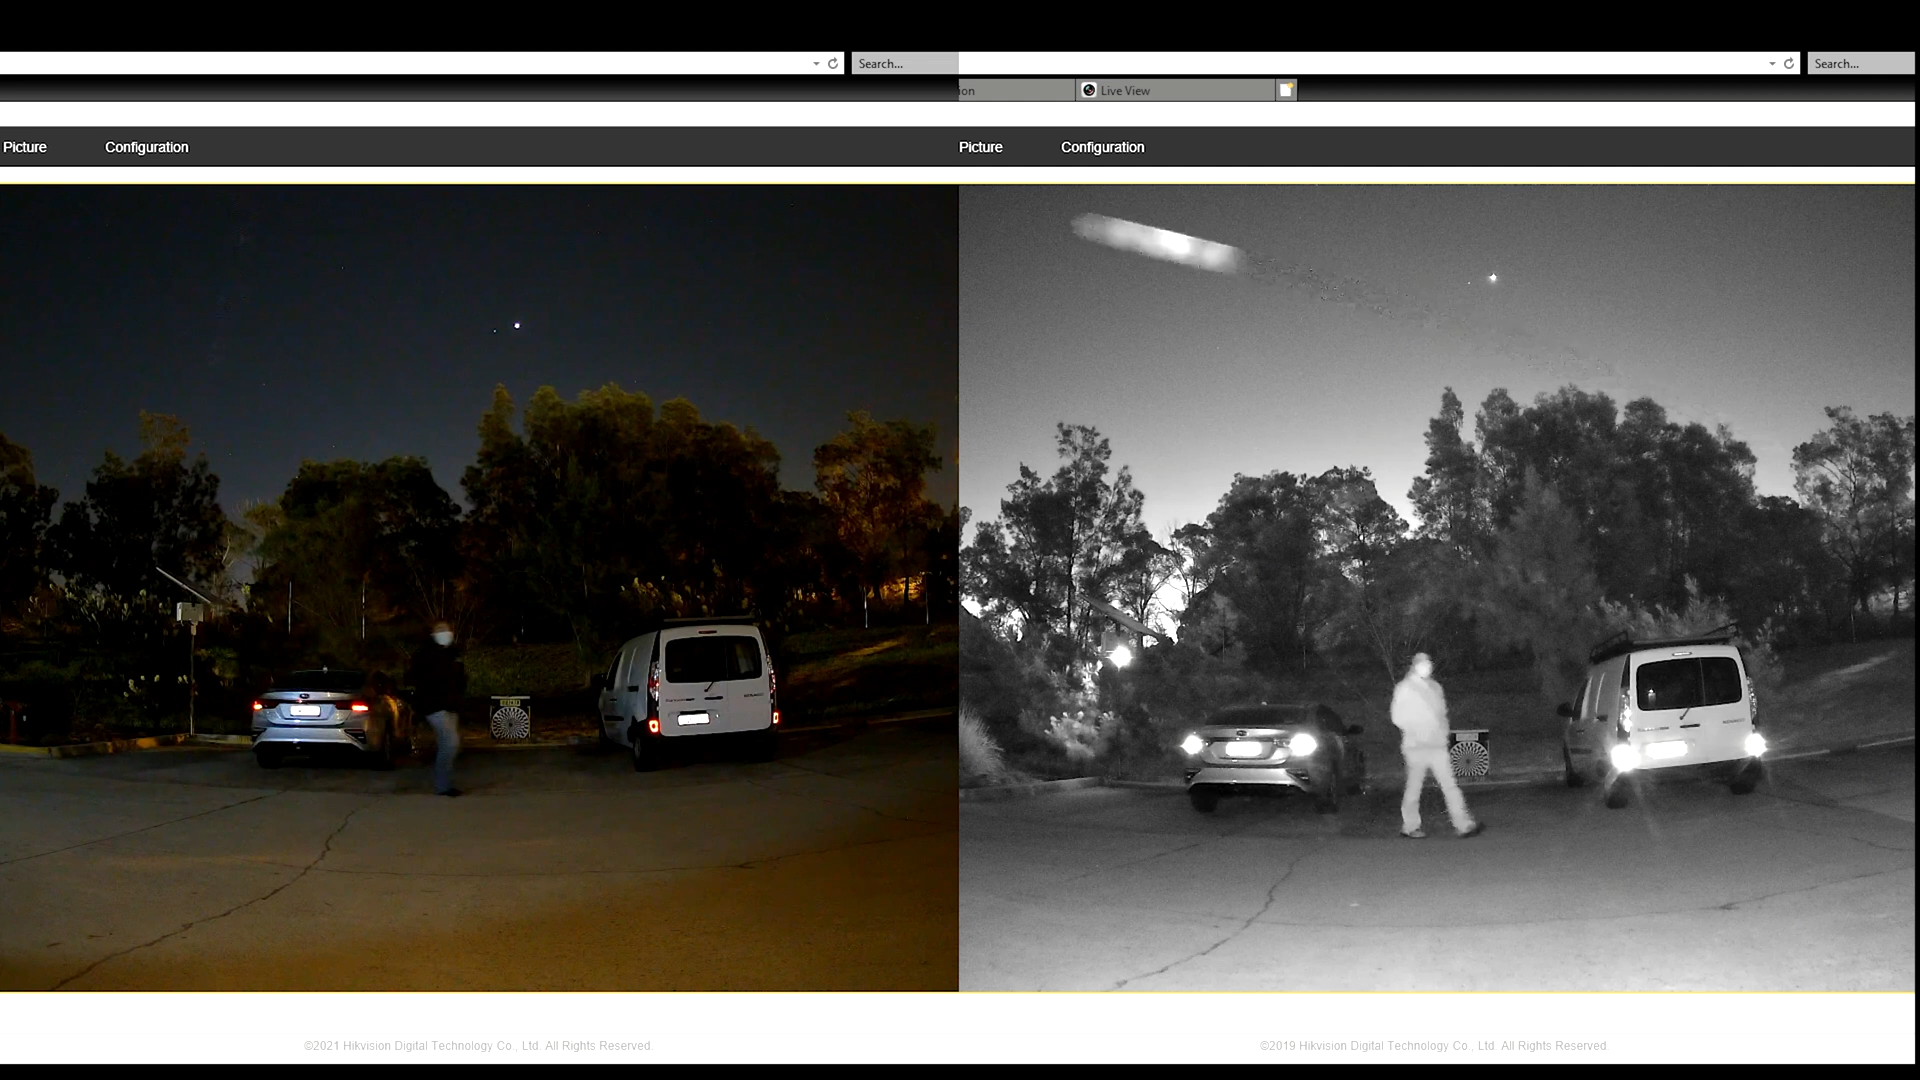 Search...
Search...
ion
Live View
Picture
Configuration
Picture
Configuration
©2021 Hikvision Digital Technology Co., Ltd. All Rights Reserved.
©2019 Hikvision Digital Technology Co., Ltd. All Rights Reserved.